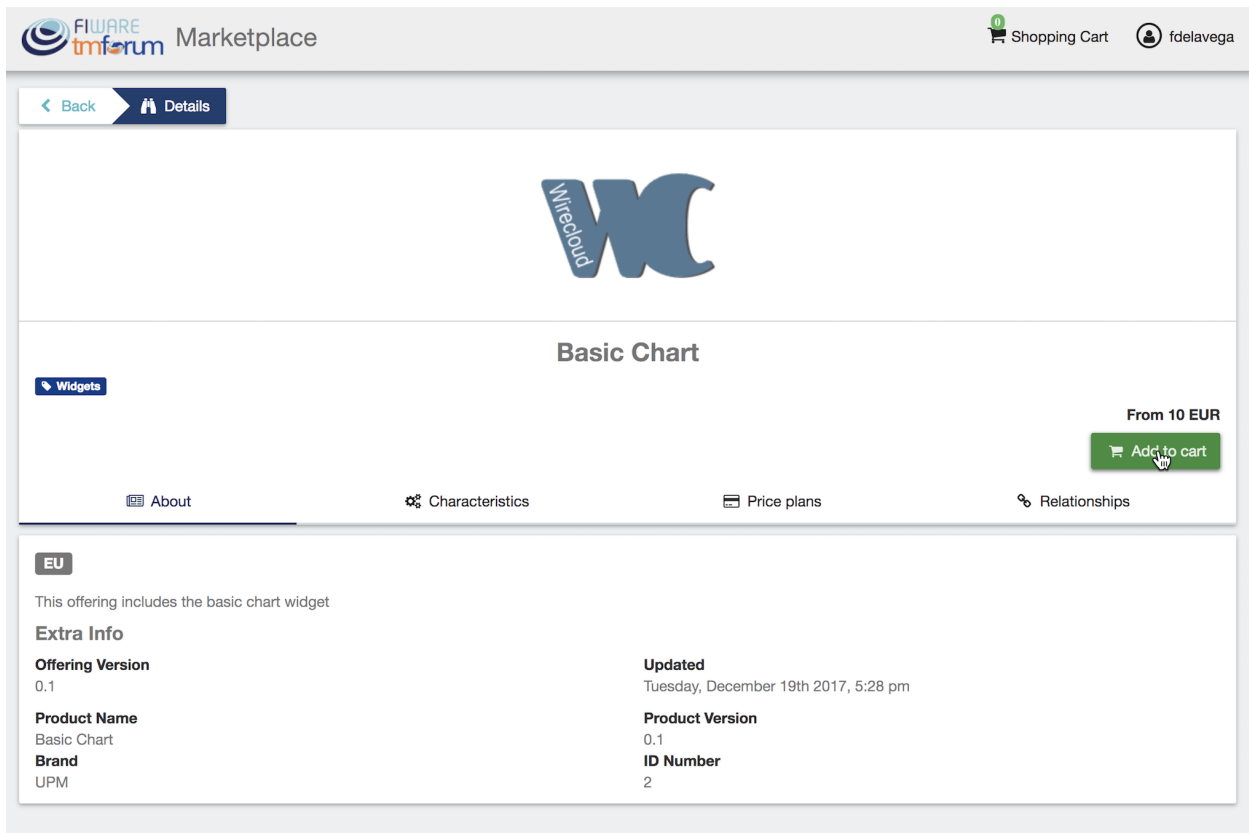 FIWARE
tmforum
Marketplace
0
Shopping Cart
fdelavega
Back
Details
Wirecloud
WC
Basic Chart
Widgets
From 10 EUR
Add to cart
About
Characteristics
Price plans
Relationships
EU
This offering includes the basic chart widget
Extra Info
Offering Version
Updated
0.1
Tuesday, December 19th 2017, 5:28 pm
Product Name
Product Version
Basic Chart
0.1
Brand
ID Number
UPM
2